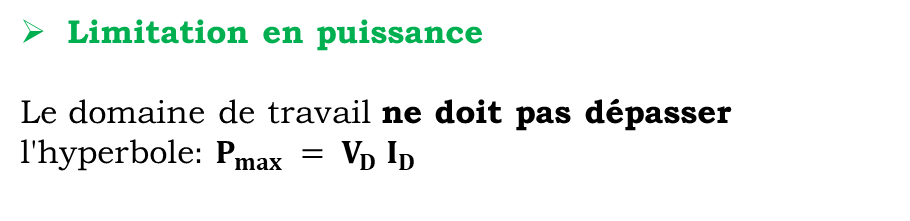 ➢ Limitation en puissance
Le domaine de travail ne doit pas dépasser
l'hyperbole: Pmax = VD ID